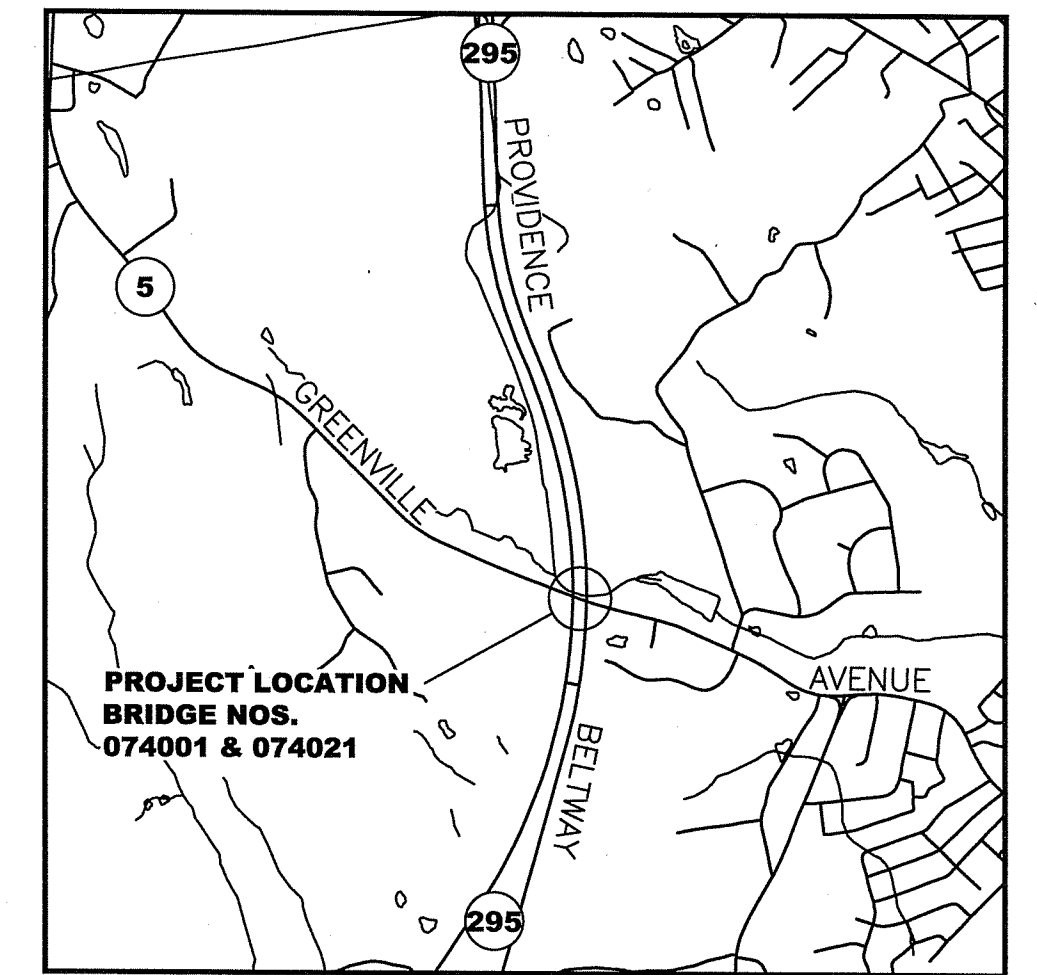 295
PROVIDENCE
5
GREENVILLE
PROJECT LOCATION
BRIDGE NOS.
074001 & 074021
AVENUE
BELTWAY
295